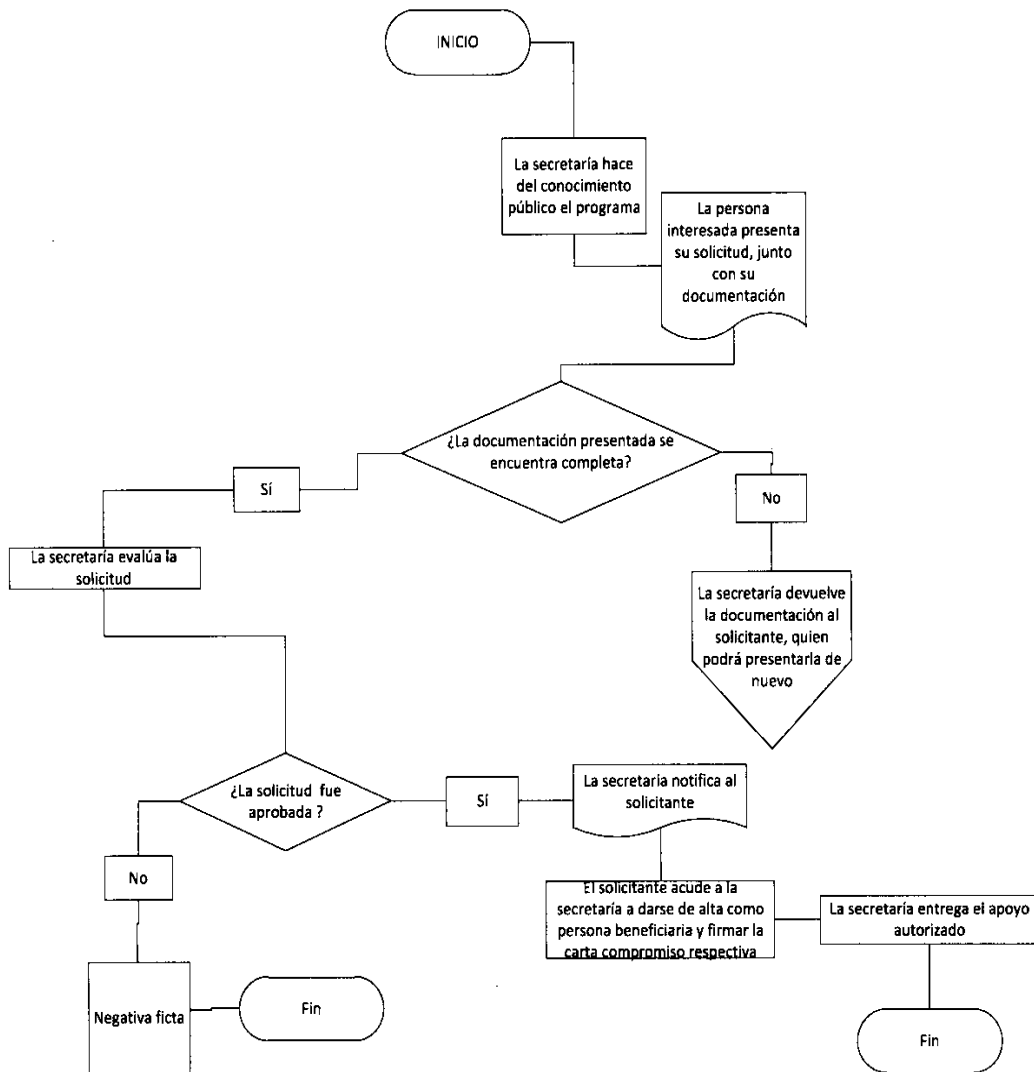 INICIO
La secretaría hace
del conocimiento
público el programa
La persona
interesada presenta
su solicitud, junto
con su
documentación
¿La documentación presentada se
encuentra completa?
Sí
No
La secretaría evalúa la
solicitud
La secretaría devuelve
la documentación al
solicitante, quien
podrá presentarla de
nuevo
¿La solicitud fue
aprobada ?
Sí
La secretaría notifica al
solicitante
No
El solicitante acude a la
secretaría a darse de alta como
persona beneficiaria y firmar la
carta compromiso respectiva
La secretaría entrega el apoyo
autorizado
Negativa ficta
Fin
Fin